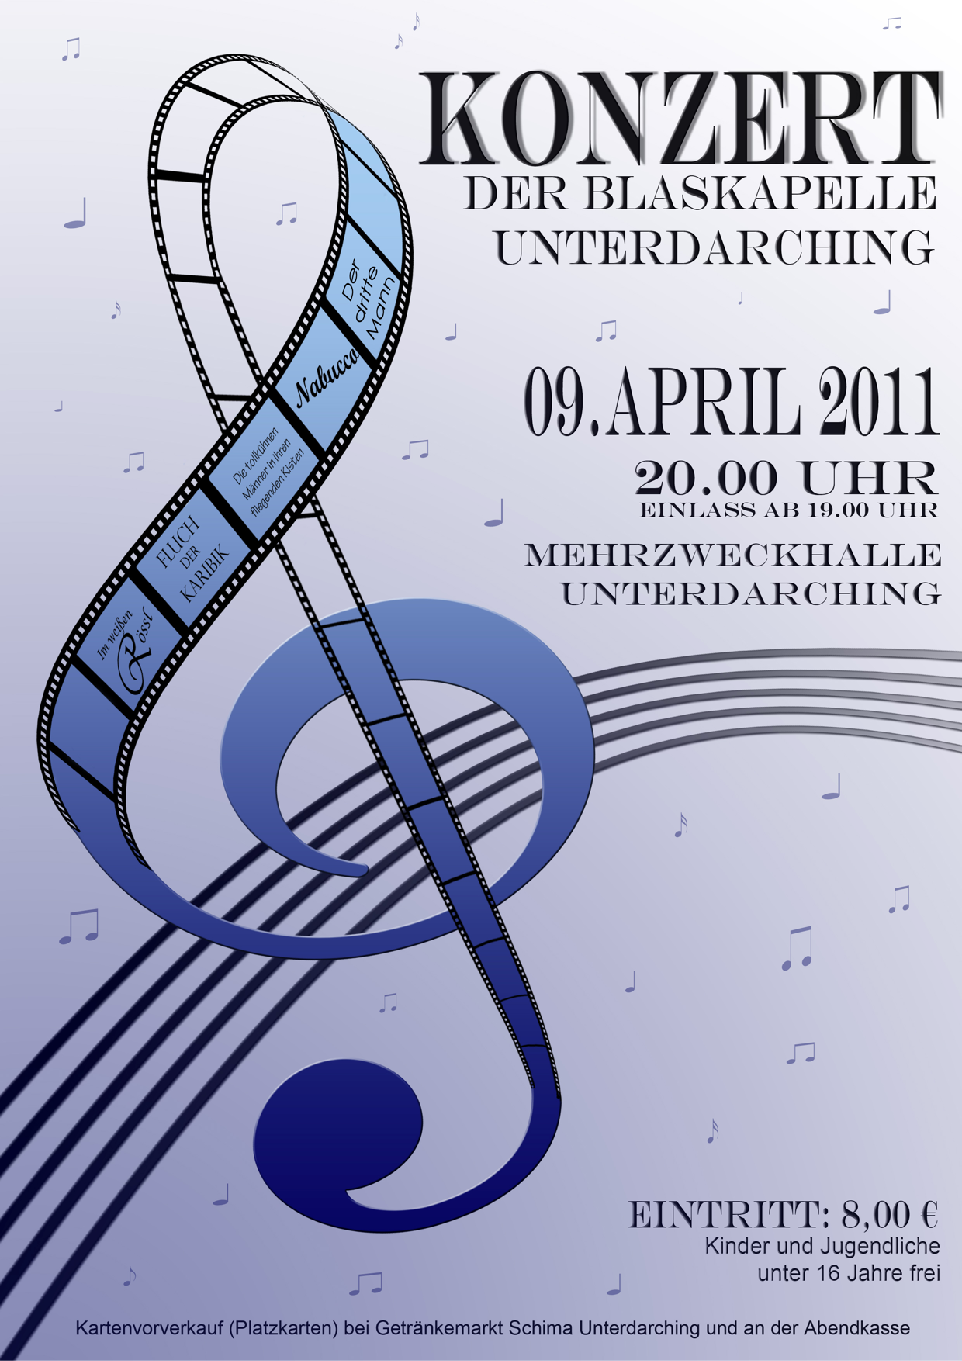 KONZERT
DER BLASKAPELLE
UNTERDARCHING
Der
dritte
Mann
Nabucco
Die tollkühnen
Männer in ihren
fliegenden Kisten
FLUCH
DER
KARIBIK
Im weißen
Rössl
09.APRIL 2011
20.00 UHR
EINLASS AB 19.00 UHR
MEHRZWECKHALLE
UNTERDARCHING
EINTRITT: 8,00 €
Kinder und Jugendliche
unter 16 Jahre frei
Kartenvorverkauf (Platzkarten) bei Getränkemarkt Schima Unterdarching und an der Abendkasse